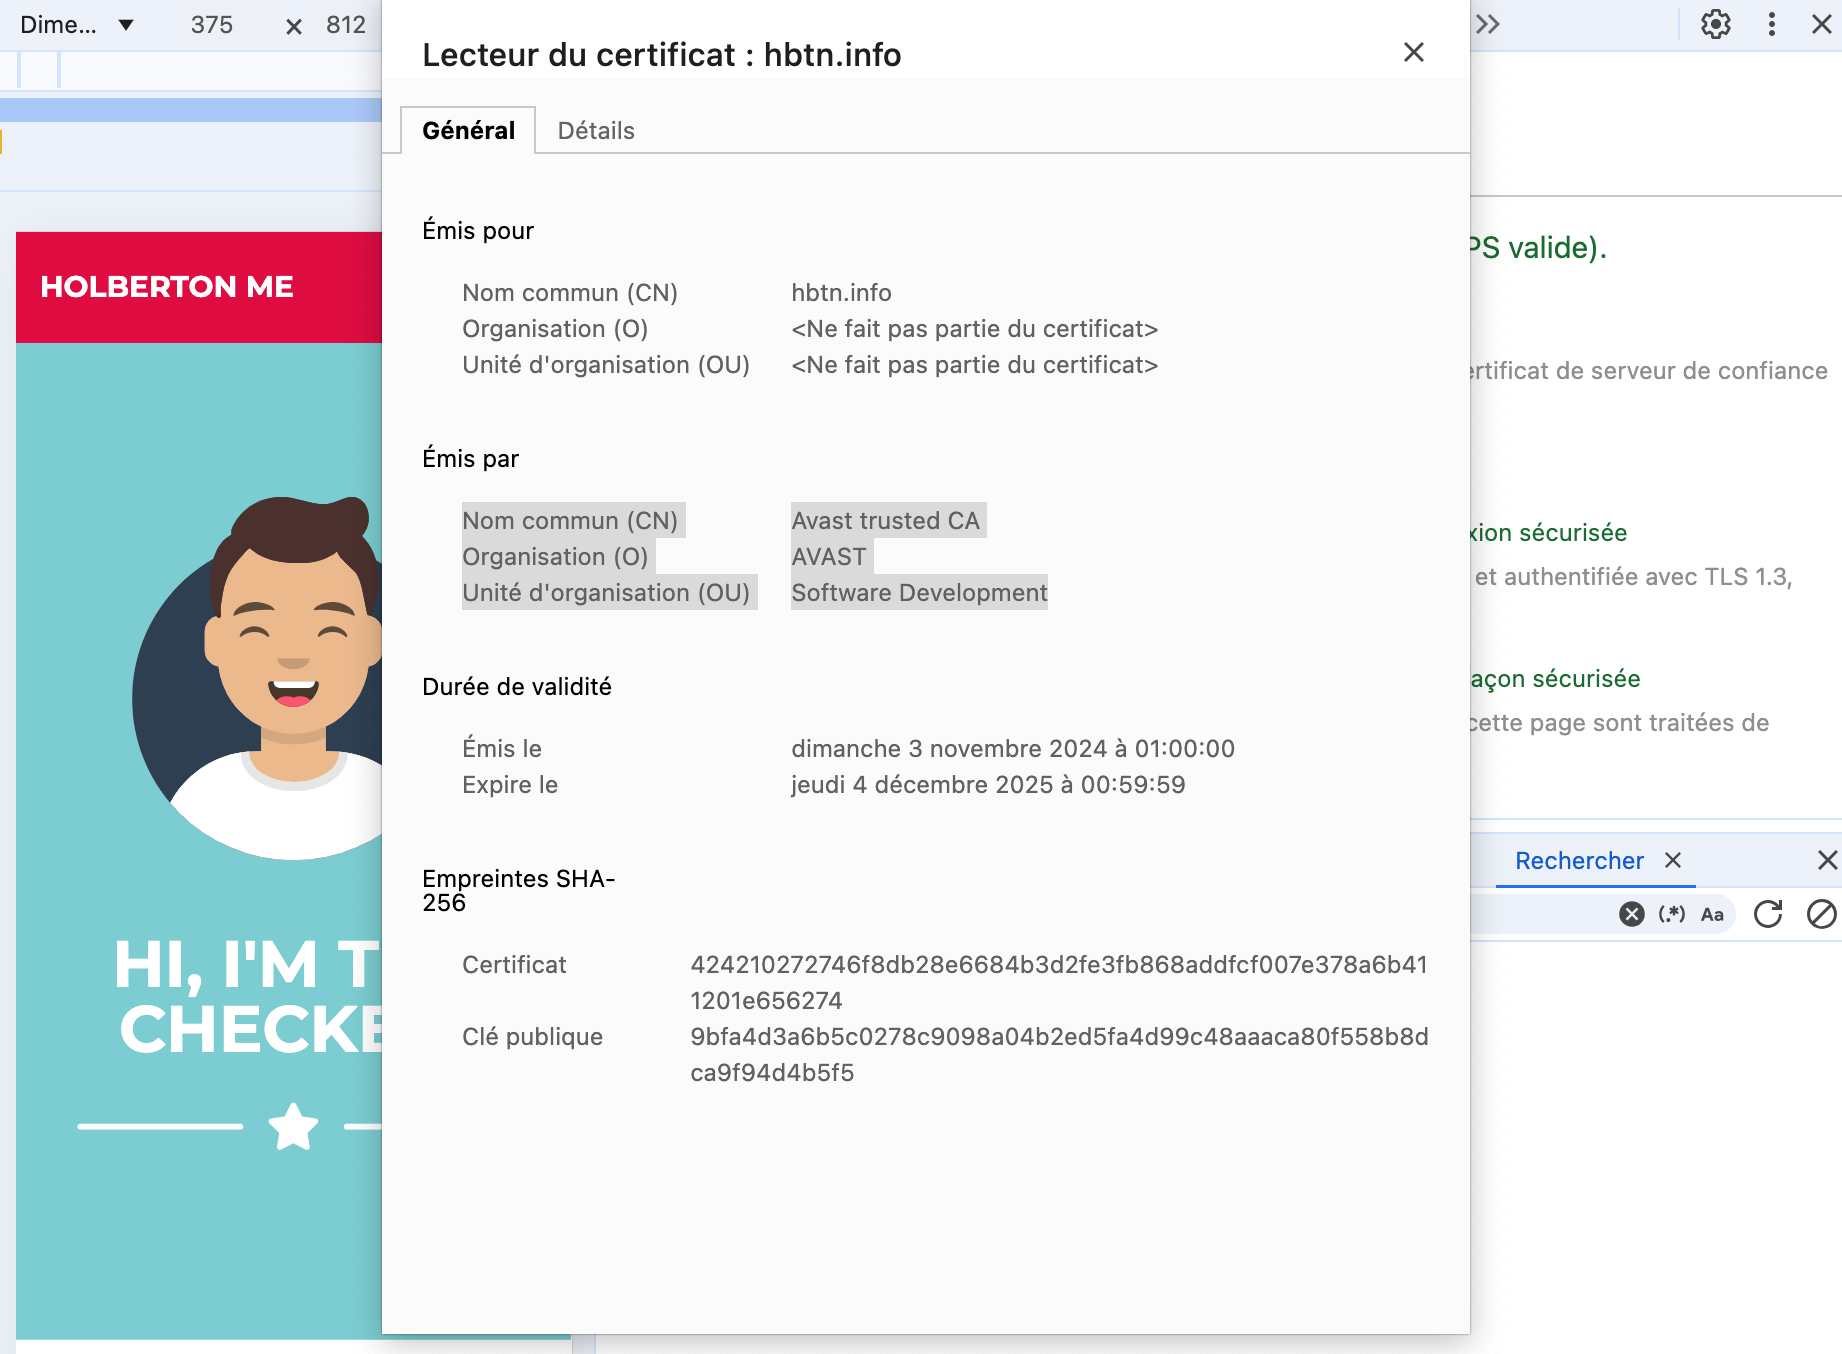 Dime... 375 × 812
Lecteur du certificat : hbtn.info
Général Détails
Émis pour
Nom commun (CN) hbtn.info
Organisation (O) <Ne fait pas partie du certificat>
Unité d'organisation (OU) <Ne fait pas partie du certificat>
Émis par
Nom commun (CN) Avast trusted CA
Organisation (O) AVAST
Unité d'organisation (OU) Software Development
Durée de validité
Émis le dimanche 3 novembre 2024 à 01:00:00
Expire le jeudi 4 décembre 2025 à 00:59:59
Empreintes SHA-
256
Certificat 424210272746f8db28e6684b3d2fe3fb868addfcf007e378a6b41
1201e656274
Clé publique 9bfa4d3a6b5c0278c9098a04b2ed5fa4d99c48aaaca80f558b8d
ca9f94d4b5f5
HOLBERTON ME
HI, I'M T
CHECKE
PS valide).
ertificat de serveur de confiance
xion sécurisée
et authentifiée avec TLS 1.3,
açon sécurisée
cette page sont traitées de
Rechercher
(.*) Aa